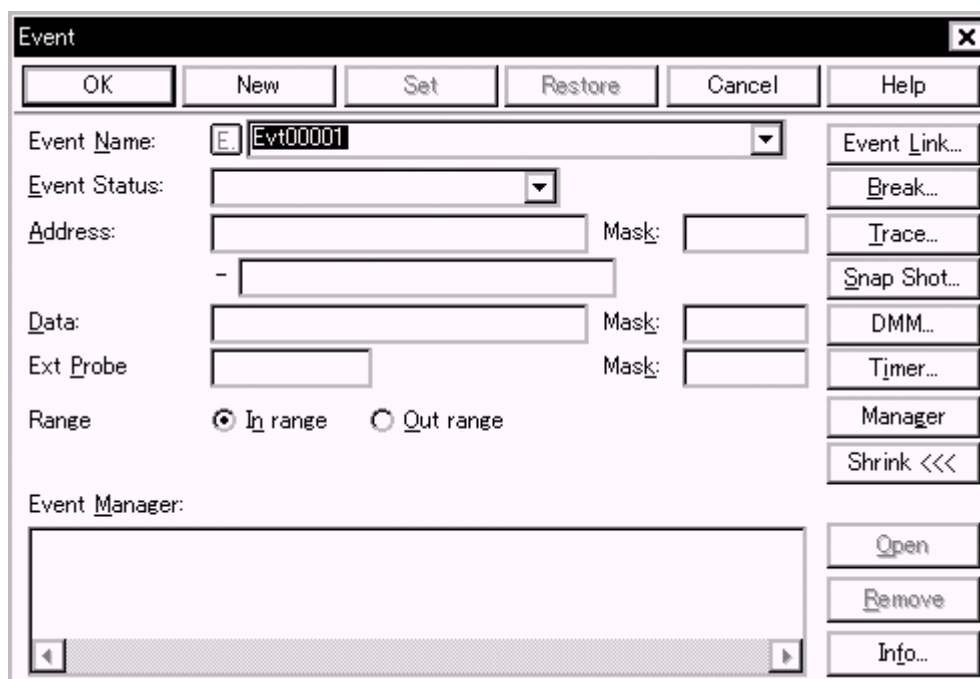 Event
OK New Set Restore Cancel Help
Event Name: E. Evt00001 Event Link...
Event Status: Break...
Address: Mask: Trace...
- Snap Shot...
Data: Mask: DMM...
Ext Probe Mask: Timer...
Range In range Out range Manager
Shrink <<<
Event Manager:
Open
Remove
Info...